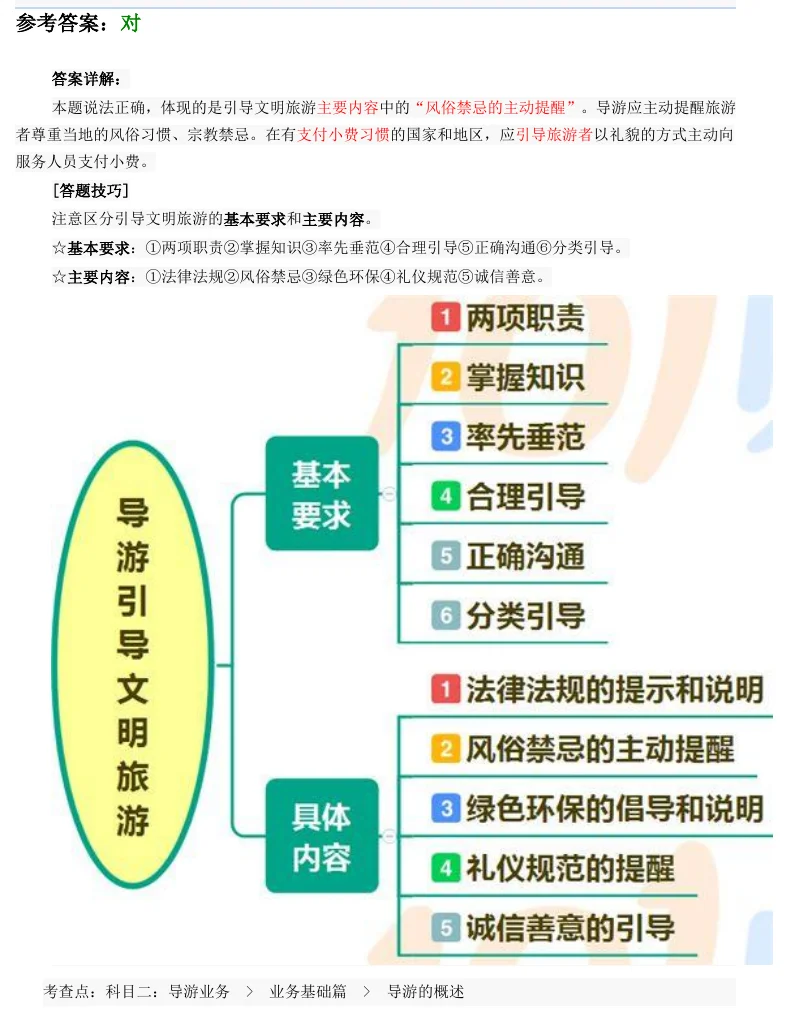 参考答案：对
答案详解：
本题说法正确，体现的是引导文明旅游主要内容中的“风俗禁忌的主动提醒”。导游应主动提醒旅游
者尊重当地的风俗习惯、宗教禁忌。在有支付小费习惯的国家和地区，应引导旅游者以礼貌的方式主动向
服务人员支付小费。
[答题技巧]
注意区分引导文明旅游的基本要求和主要内容。
☆基本要求：①两项职责②掌握知识③率先垂范④合理引导⑤正确沟通⑥分类引导。
☆主要内容：①法律法规②风俗禁忌③绿色环保④礼仪规范⑤诚信善意。
导游引导文明旅游
基本
要求
1 两项职责
2 掌握知识
3 率先垂范
4 合理引导
5 正确沟通
6 分类引导
具体
内容
1 法律法规的提示和说明
2 风俗禁忌的主动提醒
3 绿色环保的倡导和说明
4 礼仪规范的提醒
5 诚信善意的引导
考查点：科目二：导游业务 > 业务基础篇 > 导游的概述